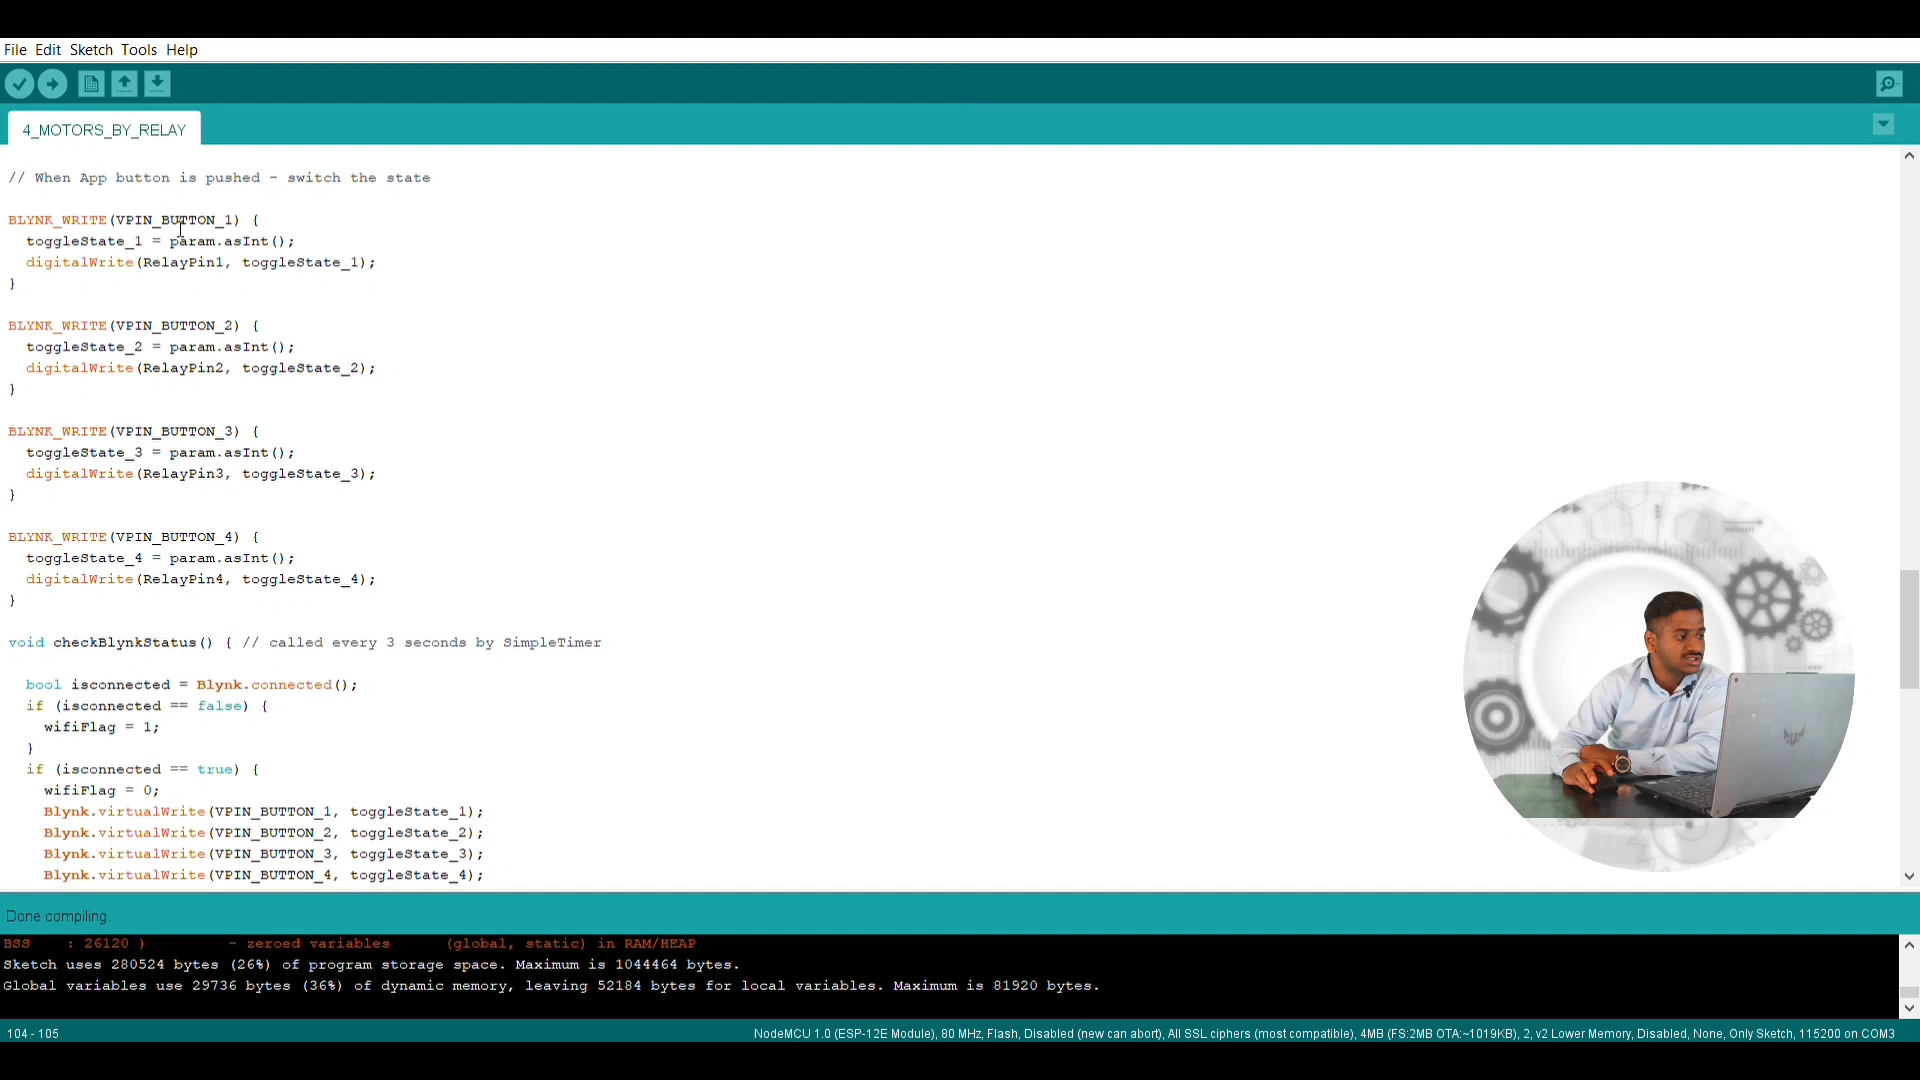 File Edit Sketch Tools Help
4_MOTORS_BY_RELAY
// When App button is pushed - switch the state
BLYNK_WRITE(VPIN_BUTTON_1) {
toggleState_1 = param.asInt();
digitalWrite(RelayPin1, toggleState_1);
}
BLYNK_WRITE(VPIN_BUTTON_2) {
toggleState_2 = param.asInt();
digitalWrite(RelayPin2, toggleState_2);
}
BLYNK_WRITE(VPIN_BUTTON_3) {
toggleState_3 = param.asInt();
digitalWrite(RelayPin3, toggleState_3);
}
BLYNK_WRITE(VPIN_BUTTON_4) {
toggleState_4 = param.asInt();
digitalWrite(RelayPin4, toggleState_4);
}
void checkBlynkStatus() { // called every 3 seconds by SimpleTimer
bool isconnected = Blynk.connected();
if (isconnected == false) {
wifiFlag = 1;
}
if (isconnected == true) {
wifiFlag = 0;
Blynk.virtualWrite(VPIN_BUTTON_1, toggleState_1);
Blynk.virtualWrite(VPIN_BUTTON_2, toggleState_2);
Blynk.virtualWrite(VPIN_BUTTON_3, toggleState_3);
Blynk.virtualWrite(VPIN_BUTTON_4, toggleState_4);
Done compiling.
BSS : 26120 ) - zeroed variables (global, static) in RAM/HEAP
Sketch uses 280524 bytes (26%) of program storage space. Maximum is 1044464 bytes.
Global variables use 29736 bytes (36%) of dynamic memory, leaving 52184 bytes for local variables. Maximum is 81920 bytes.
104 - 105
NodeMCU 1.0 (ESP-12E Module), 80 MHz, Flash, Disabled (new can abort), All SSL ciphers (most compatible), 4MB (FS:2MB OTA:~1019KB), 2, v2 Lower Memory, Disabled, None, Only Sketch, 115200 on COM3